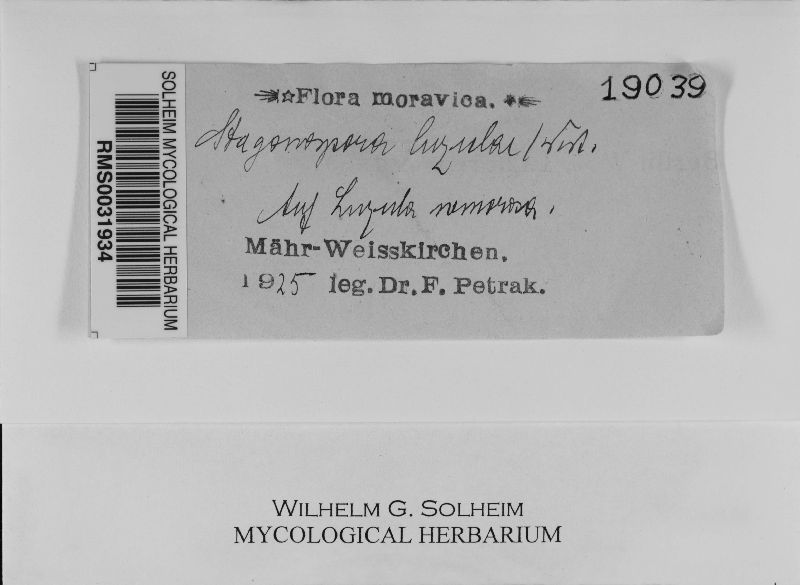 Flora moravica. 19039
Stagonospora luzulae
Auf Luzula nemorosa.
Mähr-Weisskirchen.
1925 leg. Dr. F. Petrak.
SOLHEIM MYCOLOGICAL HERBARIUM
RMS0031934
WILHELM G. SOLHEIM
MYCOLOGICAL HERBARIUM